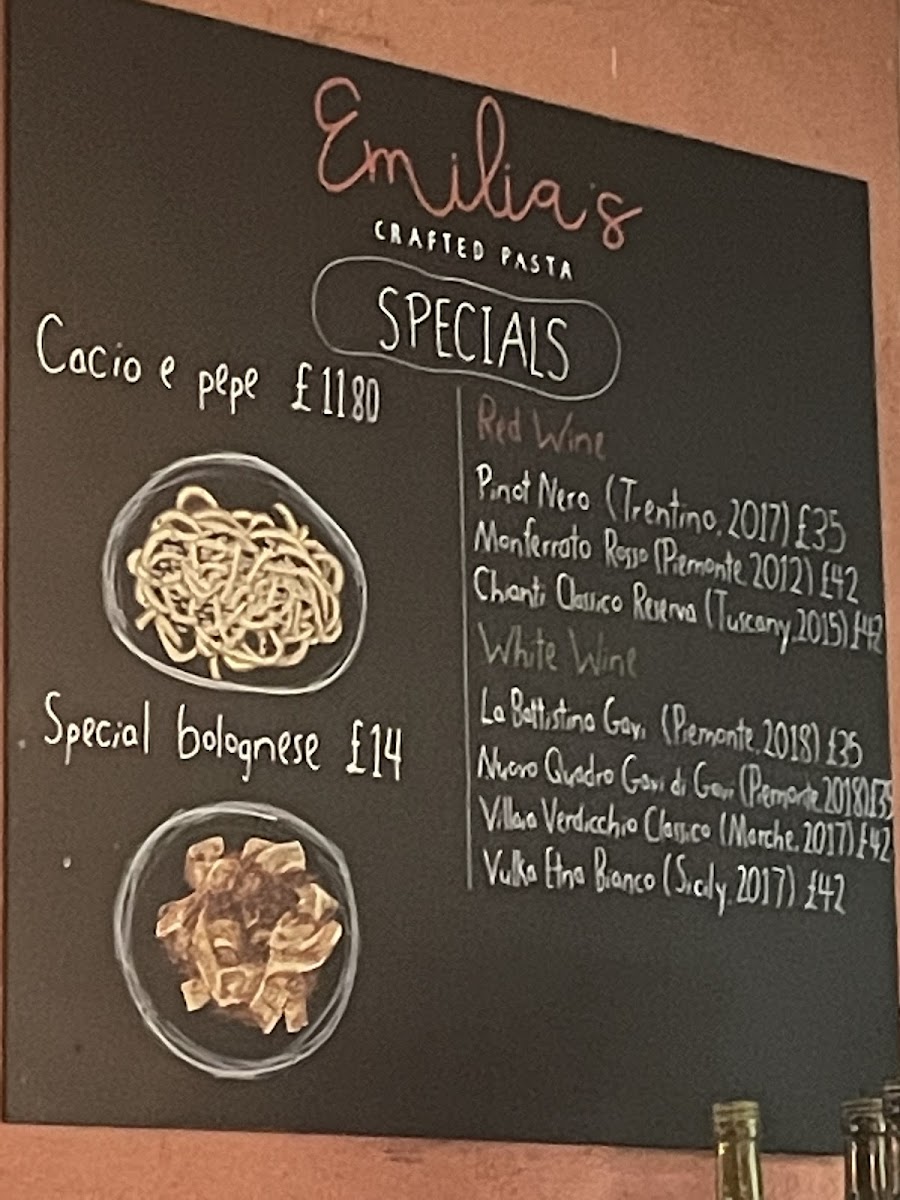 Emilia's
CRAFTED PASTA
SPECIALS
Cacio e pepe £1180
Special bolognese £14
Red Wine
Pinot Nero (Trentino, 2017) £35
Monferrato Rosso (Piemonte 2012) £42
Chianti Classico Reserva (Tuscany, 2015) £42
White Wine
La Battistina Gavi (Piemonte, 2018) £35
Nuovo Quadro Gavi di Gavi (Piemonte 2018) £35
Villaia Verdicchio Classico (Marche, 2017) £42
Vulka Etna Bianco (Sicily, 2017) £42